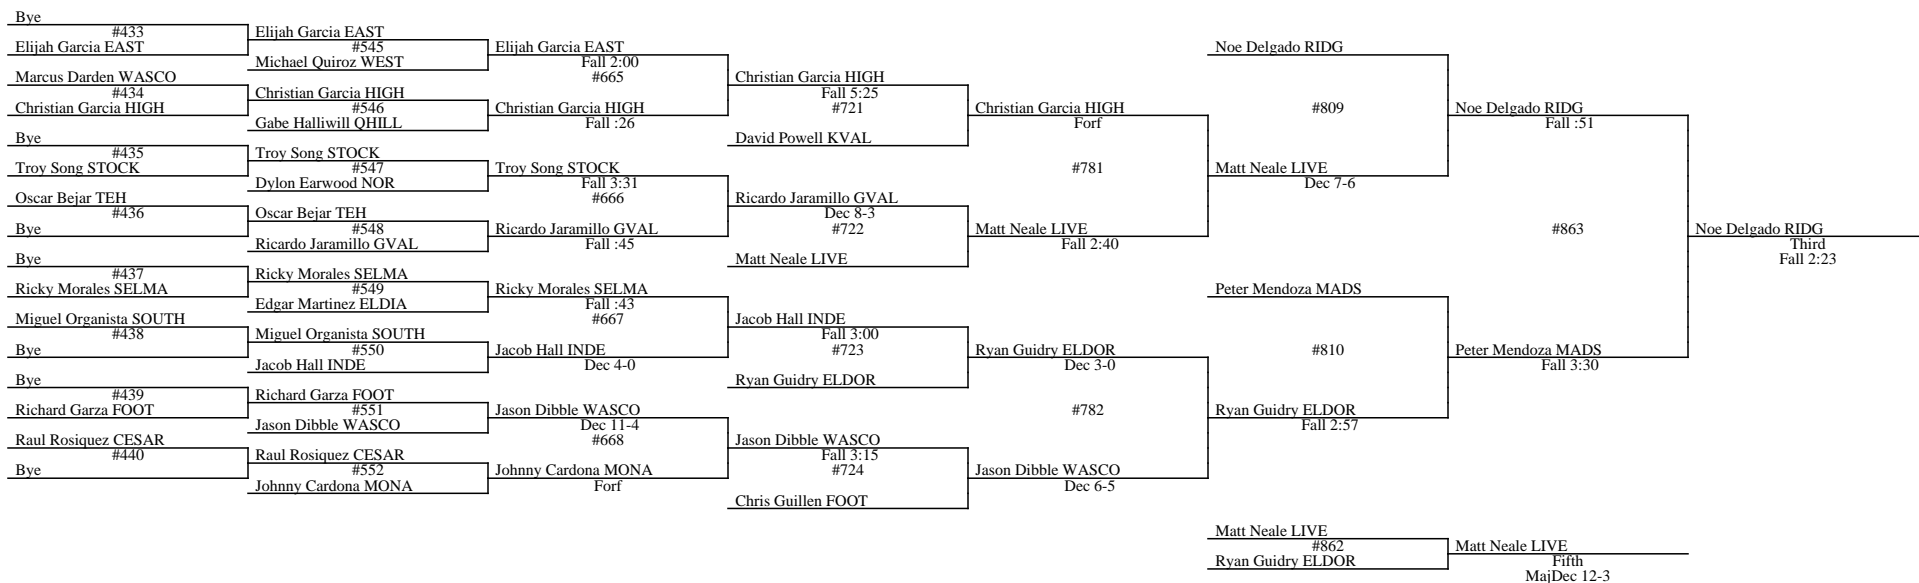 Bye
#433
Elijah Garcia EAST
Marcus Darden WASCO
#434
Christian Garcia HIGH
Bye
#435
Troy Song STOCK
Oscar Bejar TEH
#436
Bye
Bye
#437
Ricky Morales SELMA
Miguel Organista SOUTH
#438
Bye
Bye
#439
Richard Garza FOOT
Raul Rosiquez CESAR
#440
Bye
Elijah Garcia EAST
#545
Michael Quiroz WEST
Christian Garcia HIGH
#546
Gabe Halliwill QHILL
Troy Song STOCK
#547
Dylon Earwood NOR
Oscar Bejar TEH
#548
Ricardo Jaramillo GVAL
Ricky Morales SELMA
#549
Edgar Martinez ELDIA
Miguel Organista SOUTH
#550
Jacob Hall INDE
Richard Garza FOOT
#551
Jason Dibble WASCO
Raul Rosiquez CESAR
#552
Johnny Cardona MONA
Elijah Garcia EAST
Fall 2:00
#665
Christian Garcia HIGH
Fall :26
Troy Song STOCK
Fall 3:31
#666
Ricardo Jaramillo GVAL
Fall :45
Ricky Morales SELMA
Fall :43
#667
Jacob Hall INDE
Dec 4-0
Jason Dibble WASCO
Dec 11-4
#668
Johnny Cardona MONA
Forf
Christian Garcia HIGH
Fall 5:25
#721
David Powell KVAL
Ricardo Jaramillo GVAL
Dec 8-3
#722
Matt Neale LIVE
Jacob Hall INDE
Fall 3:00
#723
Ryan Guidry ELDOR
Jason Dibble WASCO
Fall 3:15
#724
Chris Guillen FOOT
Christian Garcia HIGH
Forf
#781
Matt Neale LIVE
Fall 2:40
Ryan Guidry ELDOR
Dec 3-0
#782
Jason Dibble WASCO
Dec 6-5
Noe Delgado RIDG
#809
Matt Neale LIVE
Dec 7-6
Peter Mendoza MADS
#810
Ryan Guidry ELDOR
Fall 2:57
Noe Delgado RIDG
Fall :51
#863
Peter Mendoza MADS
Fall 3:30
Noe Delgado RIDG
Third
Fall 2:23
Matt Neale LIVE
#862
Ryan Guidry ELDOR
Matt Neale LIVE
Fifth
MajDec 12-3